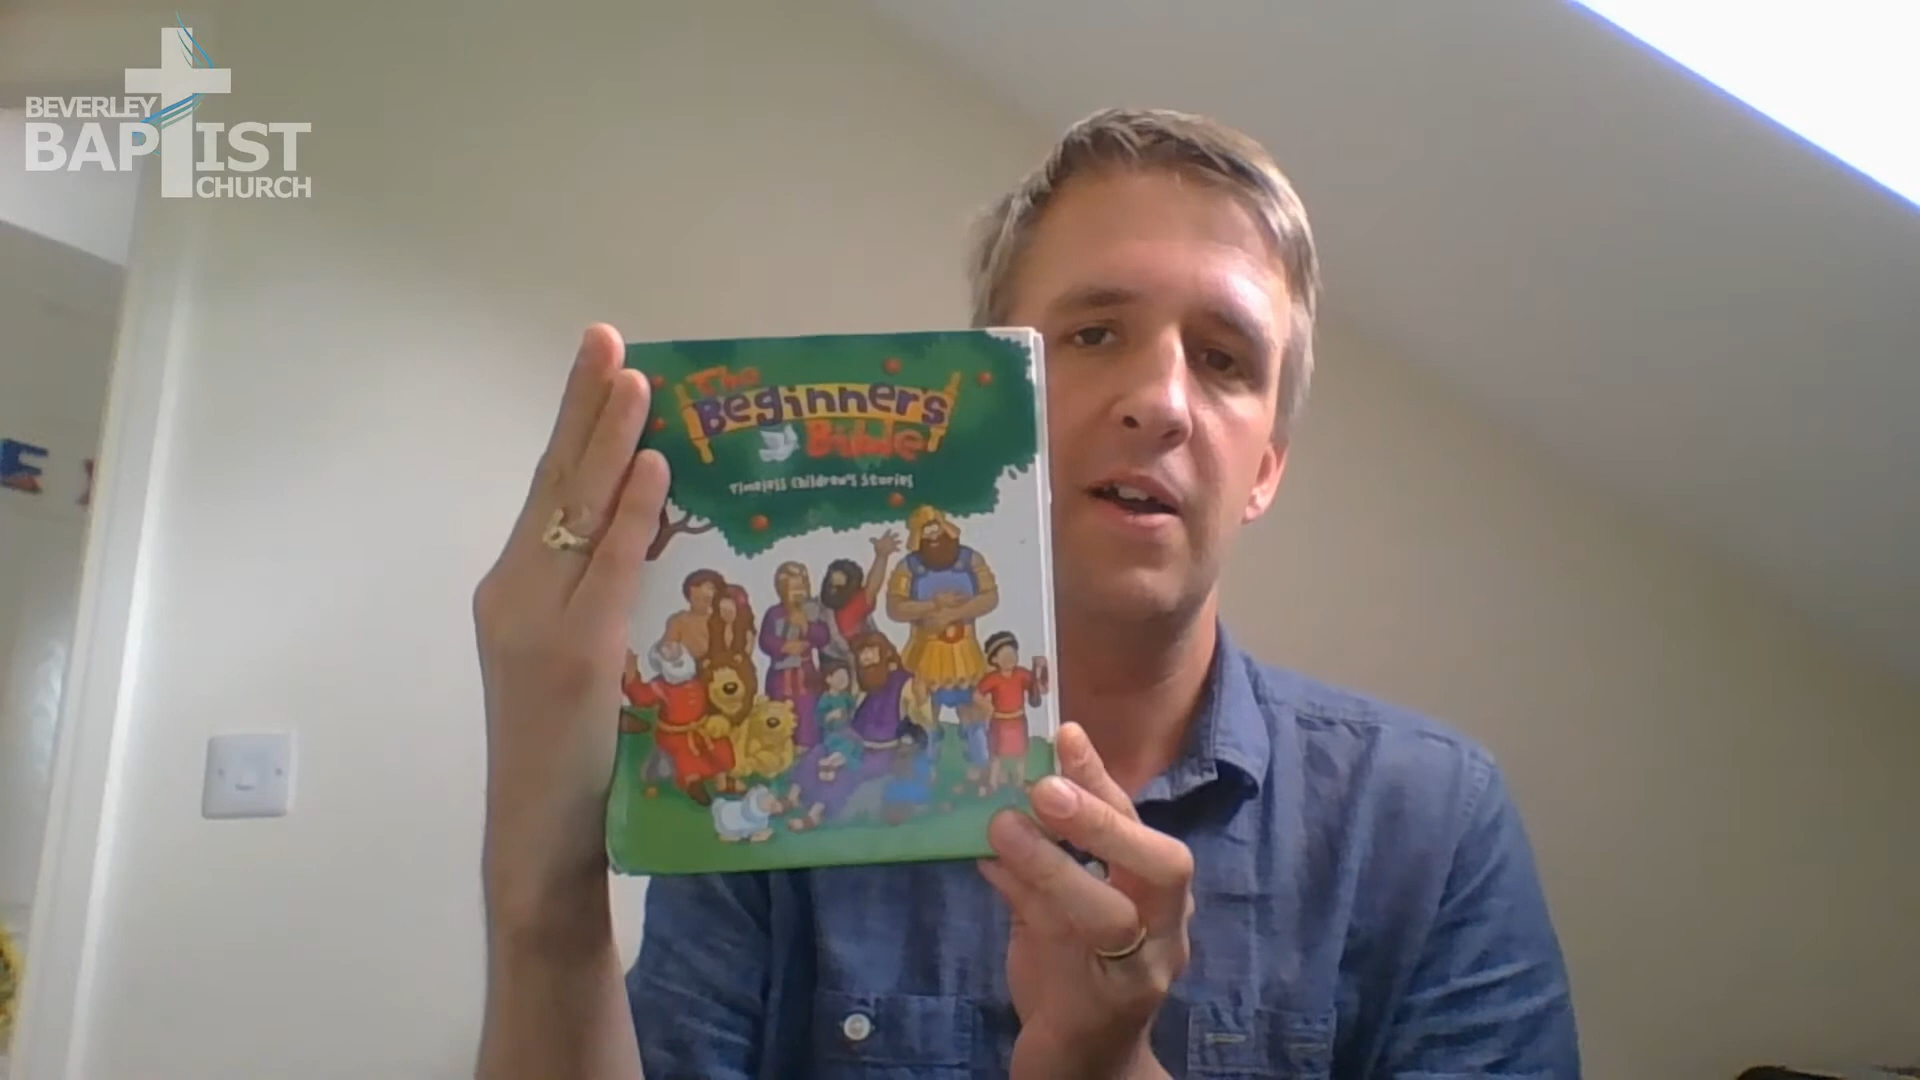 BEVERLEY
BAPTIST
CHURCH
The
Beginner's
Bible
Timeless Children's Stories
E